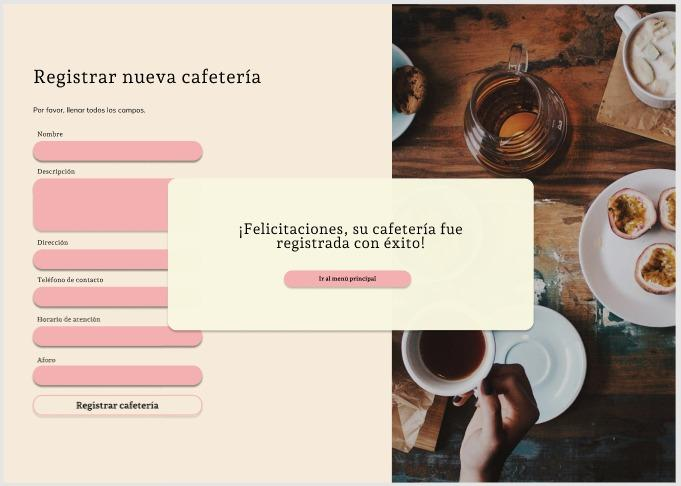 Registrar nueva cafetería
Por favor, llenar todos los campos.
Nombre
Descripción
¡Felicitaciones, su cafetería fue
registrada con éxito!
Dirección
Ir al menú principal
Teléfono de contacto
Horario de atención
Aforo
Registrar cafetería